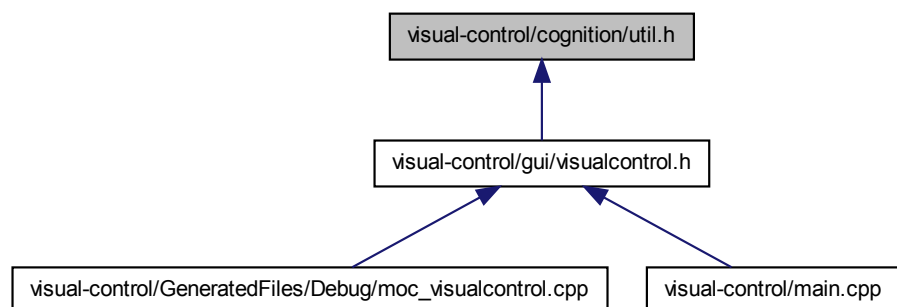 visual-control/cognition/util.h
visual-control/gui/visualcontrol.h
visual-control/GeneratedFiles/Debug/moc_visualcontrol.cpp
visual-control/main.cpp